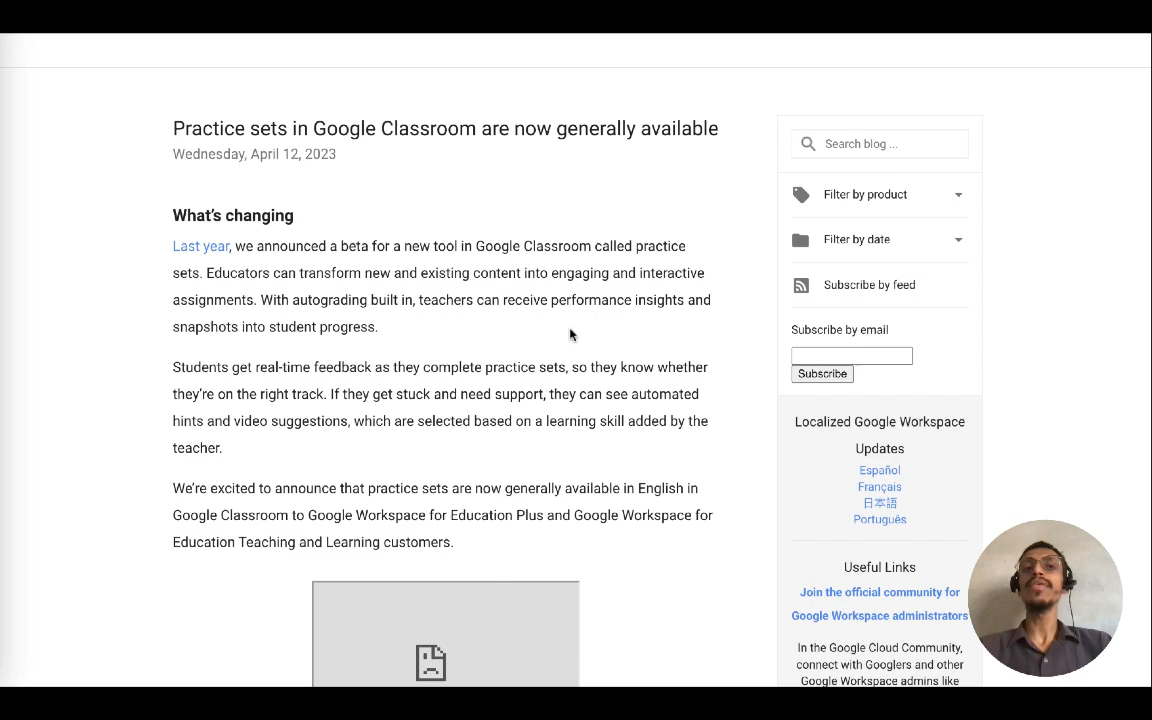 Practice sets in Google Classroom are now generally available
Wednesday, April 12, 2023
What's changing
Last year, we announced a beta for a new tool in Google Classroom called practice
sets. Educators can transform new and existing content into engaging and interactive
assignments. With autograding built in, teachers can receive performance insights and
snapshots into student progress.
Students get real-time feedback as they complete practice sets, so they know whether
they're on the right track. If they get stuck and need support, they can see automated
hints and video suggestions, which are selected based on a learning skill added by the
teacher.
We're excited to announce that practice sets are now generally available in English in
Google Classroom to Google Workspace for Education Plus and Google Workspace for
Education Teaching and Learning customers.
Search blog ...
Filter by product
Filter by date
Subscribe by feed
Subscribe by email
Subscribe
Localized Google Workspace
Updates
Español
Français
日本語
Português
Useful Links
Join the official community for
Google Workspace administrators
In the Google Cloud Community,
connect with Googlers and other
Google Workspace admins like